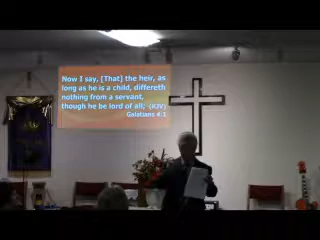 Now I say, [That] the heir, as
long as he is a child, differeth
nothing from a servant,
though he be lord of all; (KJV)
Galatians 4:1